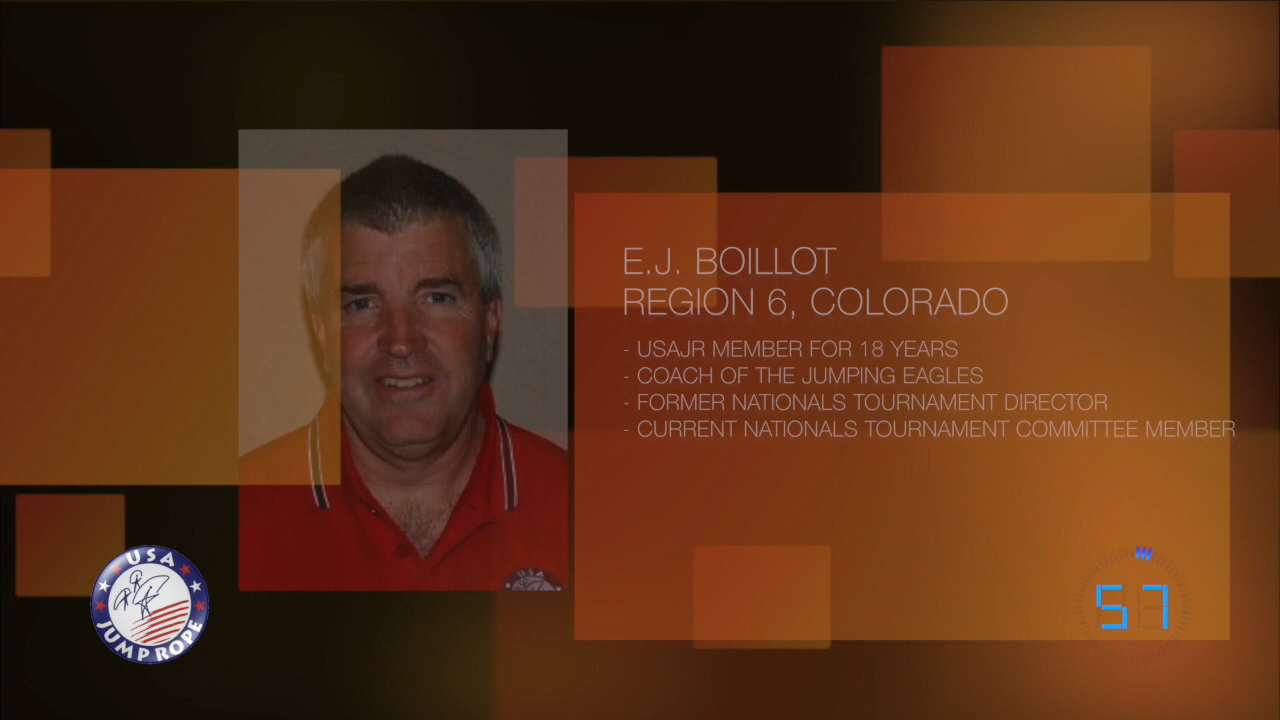 E.J. BOILLOT
REGION 6, COLORADO
- USAJR MEMBER FOR 18 YEARS
- COACH OF THE JUMPING EAGLES
- FORMER NATIONALS TOURNAMENT DIRECTOR
- CURRENT NATIONALS TOURNAMENT COMMITTEE MEMBER
USA
JUMP ROPE
57
USA